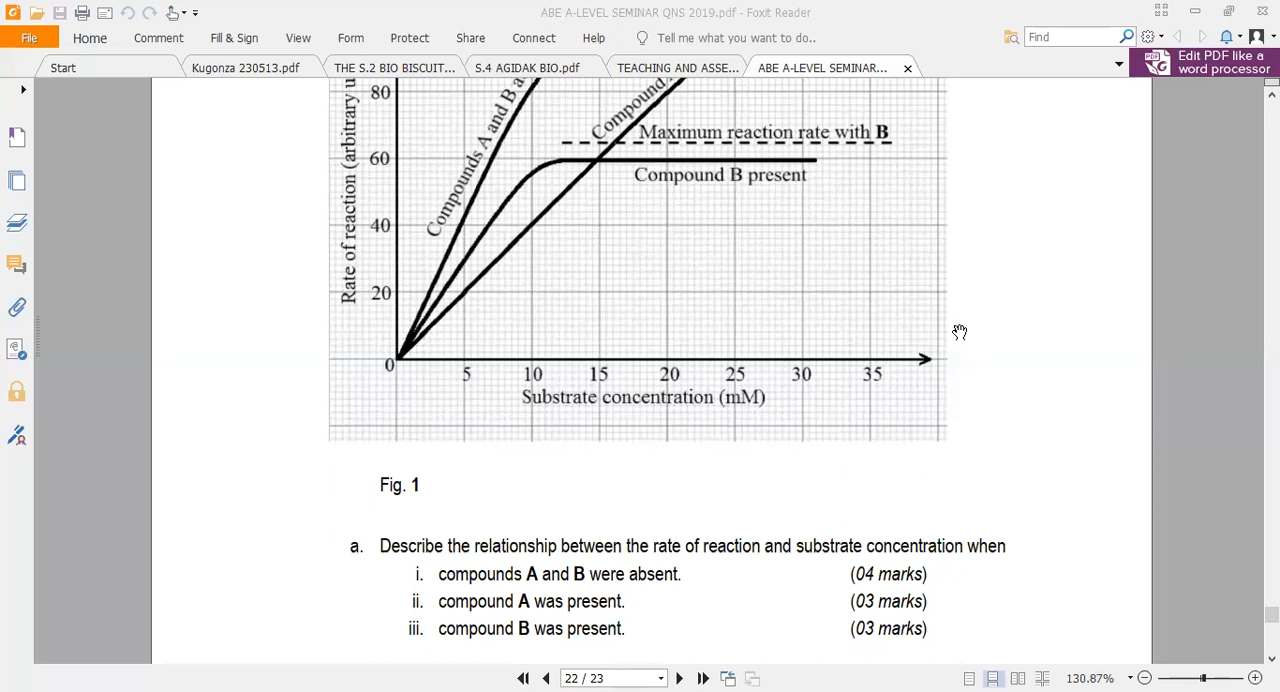 ABE A-LEVEL SEMINAR QNS 2019.pdf - Foxit Reader
File Home Comment Fill & Sign View Form Protect Share Connect Help Tell me what you want to do.. Find
Start Kugonza 230513.pdf THE S.2 BIO BISCUIT... S.4 ADLCK BIO.pdf TEACHING AND ASSE... ABE A-LEVEL SEMINAR...
Edit PDF like a
word processor
Rate of reaction (arbitrary u
80
60
40
20
0
Compounds A and B a
Compound
Maximum reaction rate with B
Compound B present
5 10 15 20 25 30 35
Substrate concentration (mM)
Fig. 1
a. Describe the relationship between the rate of reaction and substrate concentration when
i. compounds A and B were absent. (04 marks)
ii. compound A was present. (03 marks)
iii. compound B was present. (03 marks)
22 / 23
130.87%